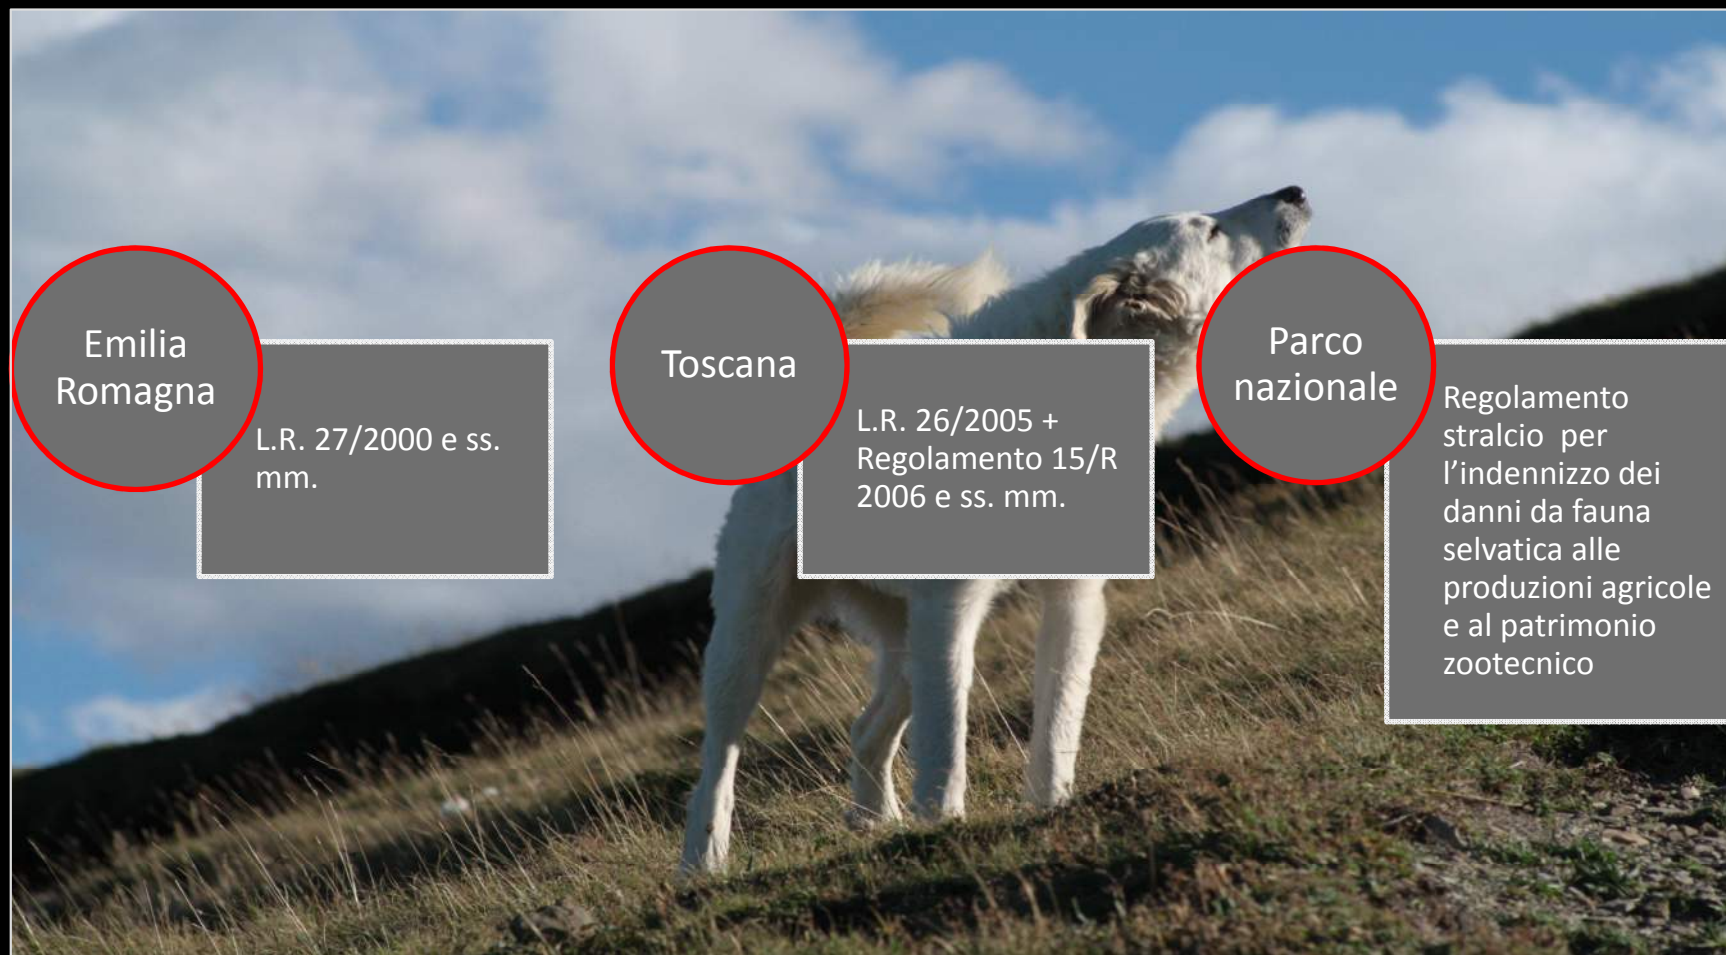 Emilia
Romagna
L.R. 27/2000 e ss.
mm.
Toscana
L.R. 26/2005 +
Regolamento 15/R
2006 e ss. mm.
Parco
nazionale
Regolamento
stralcio  per
l’indennizzo dei
danni da fauna
selvatica alle
produzioni agricole
e al patrimonio
zootecnico